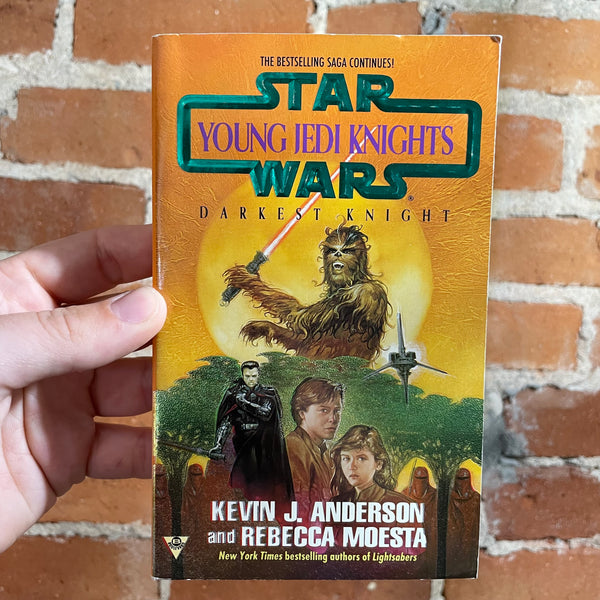 THE BESTSELLING SAGA CONTINUES!
STAR
YOUNG JEDI KNIGHTS
WARS®
DARKEST KNIGHT
KEVIN J. ANDERSON
and REBECCA MOESTA
New York Times bestselling authors of Lightsabers